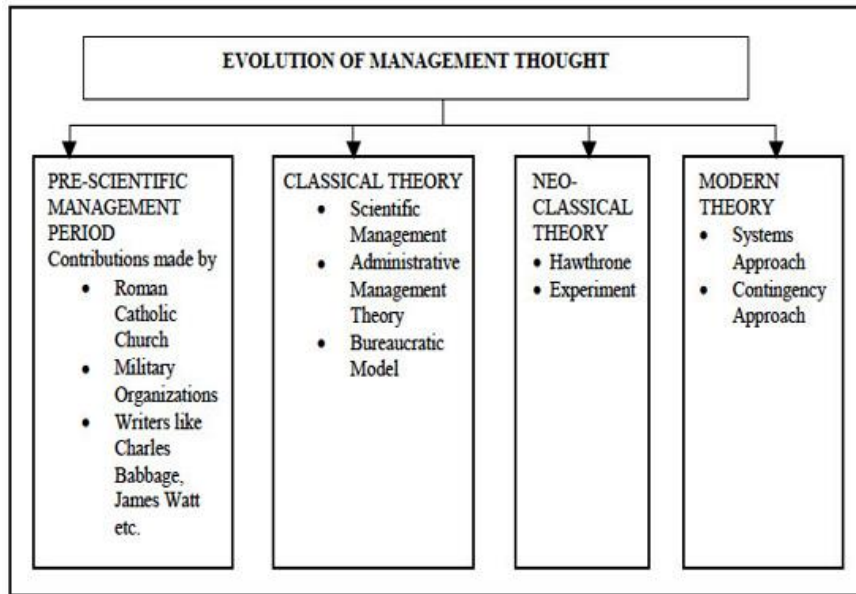 EVOLUTION OF MANAGEMENT THOUGHT
PRE-SCIENTIFIC
MANAGEMENT
PERIOD
Contributions made by
• Roman
Catholic
Church
• Military
Organizations
• Writers like
Charles
Babbage,
James Watt
etc.
CLASSICAL THEORY
• Scientific
Management
• Administrative
Management
Theory
• Bureaucratic
Model
NEO-
CLASSICAL
THEORY
• Hawthrone
• Experiment
MODERN
THEORY
• Systems
Approach
• Contingency
Approach